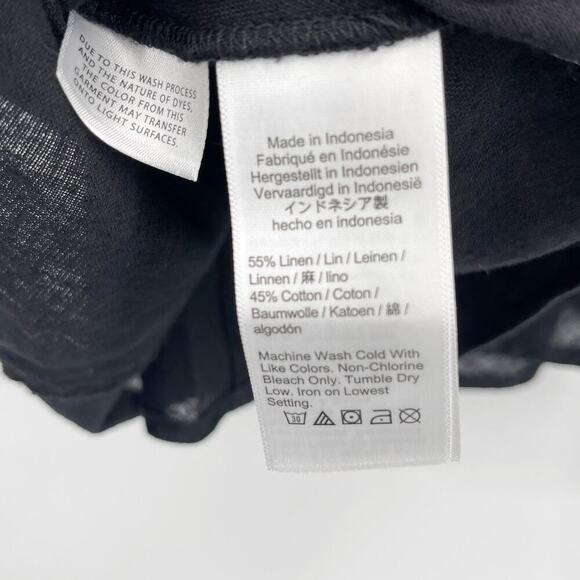 DUE TO THIS WASH PROCESS
AND THE NATURE OF DYES,
THE COLOR FROM THIS
GARMENT MAY TRANSFER
ONTO LIGHT SURFACES.
Made in Indonesia
Fabriqué en Indonésie
Hergestellt in Indonesien
Vervaardigd in Indonesië
インドネシア製
hecho en indonesia
55% Linen / Lin / Leinen /
Linnen / 麻 / lino
45% Cotton / Coton /
Baumwolle / Katoen / 綿 /
algodón
Machine Wash Cold With
Like Colors. Non-Chlorine
Bleach Only. Tumble Dry
Low. Iron on Lowest
Setting.
30